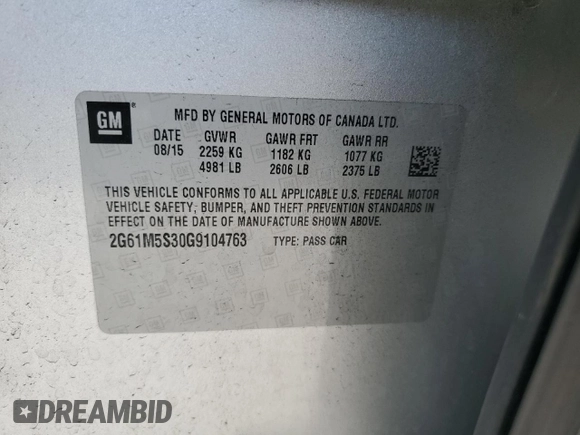 GM
MFD BY GENERAL MOTORS OF CANADA LTD.
DATE GVWR GAWR FRT GAWR RR
08/15 2259 KG 1182 KG 1077 KG
4981 LB 2606 LB 2375 LB
THIS VEHICLE CONFORMS TO ALL APPLICABLE U.S. FEDERAL MOTOR
VEHICLE SAFETY, BUMPER, AND THEFT PREVENTION STANDARDS IN
EFFECT ON THE DATE OF MANUFACTURE SHOWN ABOVE.
2G61M5S30G9104763 TYPE: PASS CAR
DREAMBID